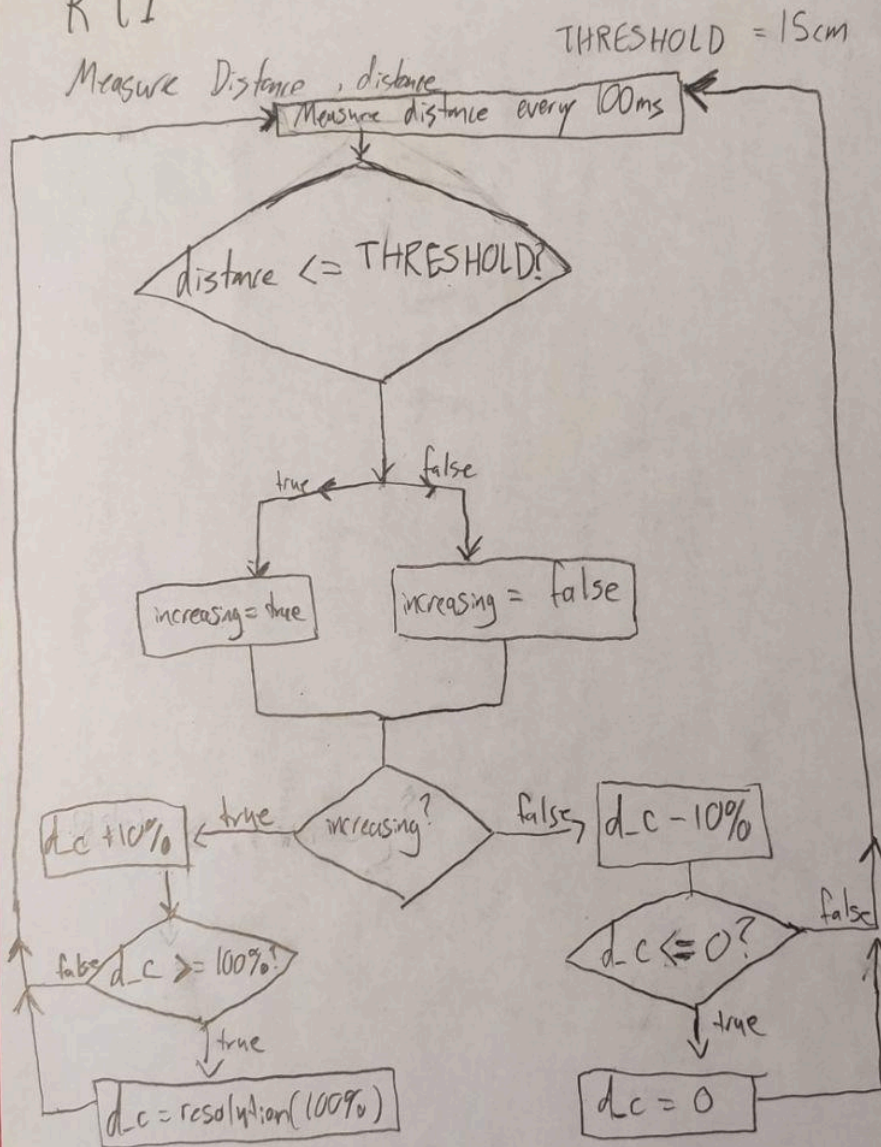 THRESHOLD = 15cm
Measure Distance, distance
Measure distance every 100ms
distance <= THRESHOLD?
true
false
increasing = true
increasing = false
d_c +10%
true
increasing?
false
d_c - 10%
false
d_c >= 100%?
d_c <= 0?
false
true
true
d_c = resolution(100%)
d_c = 0